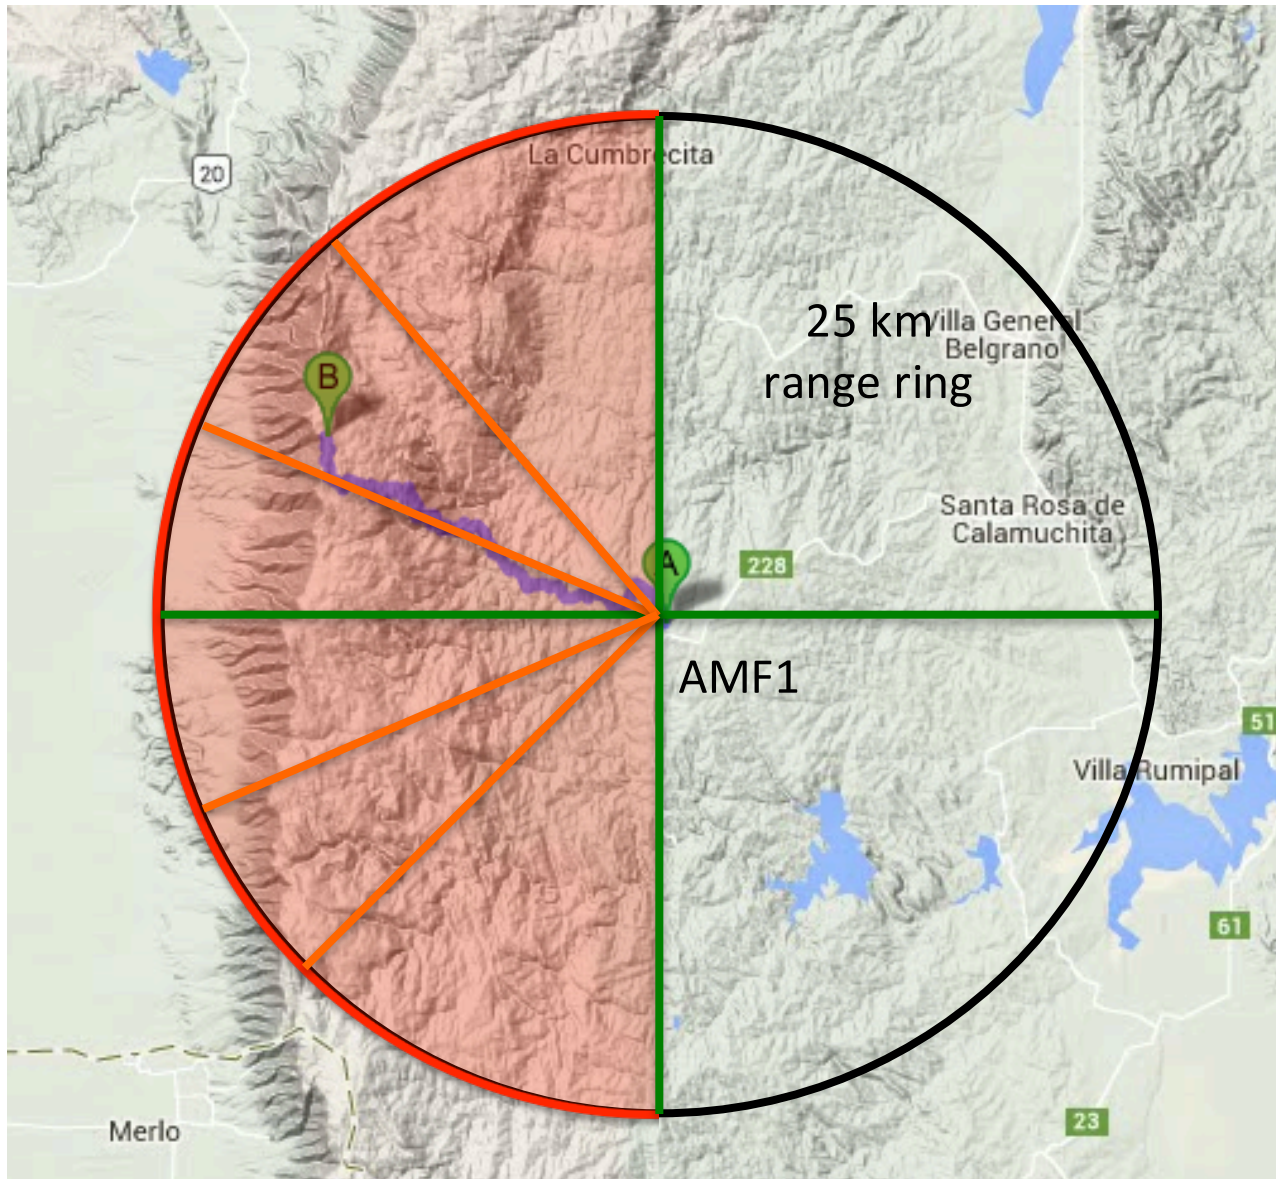 La Cumbrecita
20
25 km
Villa General
Belgrano
range ring
B
Santa Rosa de
Calamuchita
A
228
AMF1
51
Villa Rumipal
61
23
Merlo